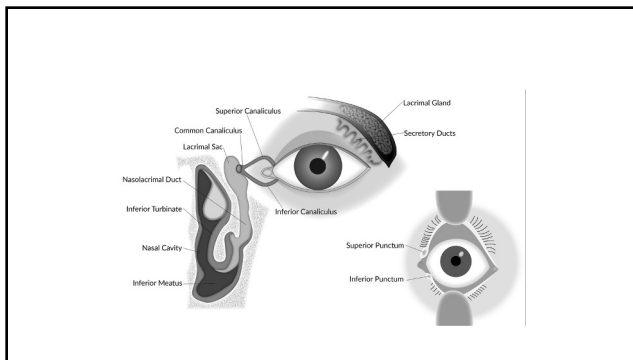 Lacrimal Gland
Superior Canaliculus
Common Canaliculus
Secretory Ducts
Lacrimal Sac
Nasolacrimal Duct
Inferior Turbinate
Inferior Canaliculus
Nasal Cavity
Superior Punctum
Inferior Meatus
Inferior Punctum